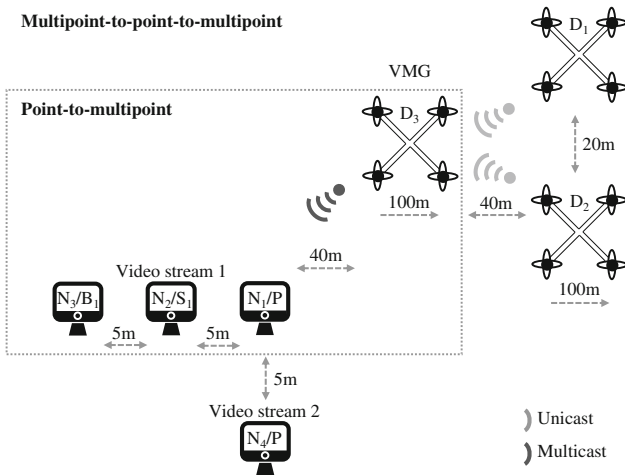 Multipoint-to-point-to-multipoint
D₁
VMG
Point-to-multipoint
D₃
20m
D₂
100m
40m
40m
100m
Video stream 1
N₃/B₁
N₂/S₁
N₁/P
5m
5m
5m
Video stream 2
N₄/P
Unicast
Multicast